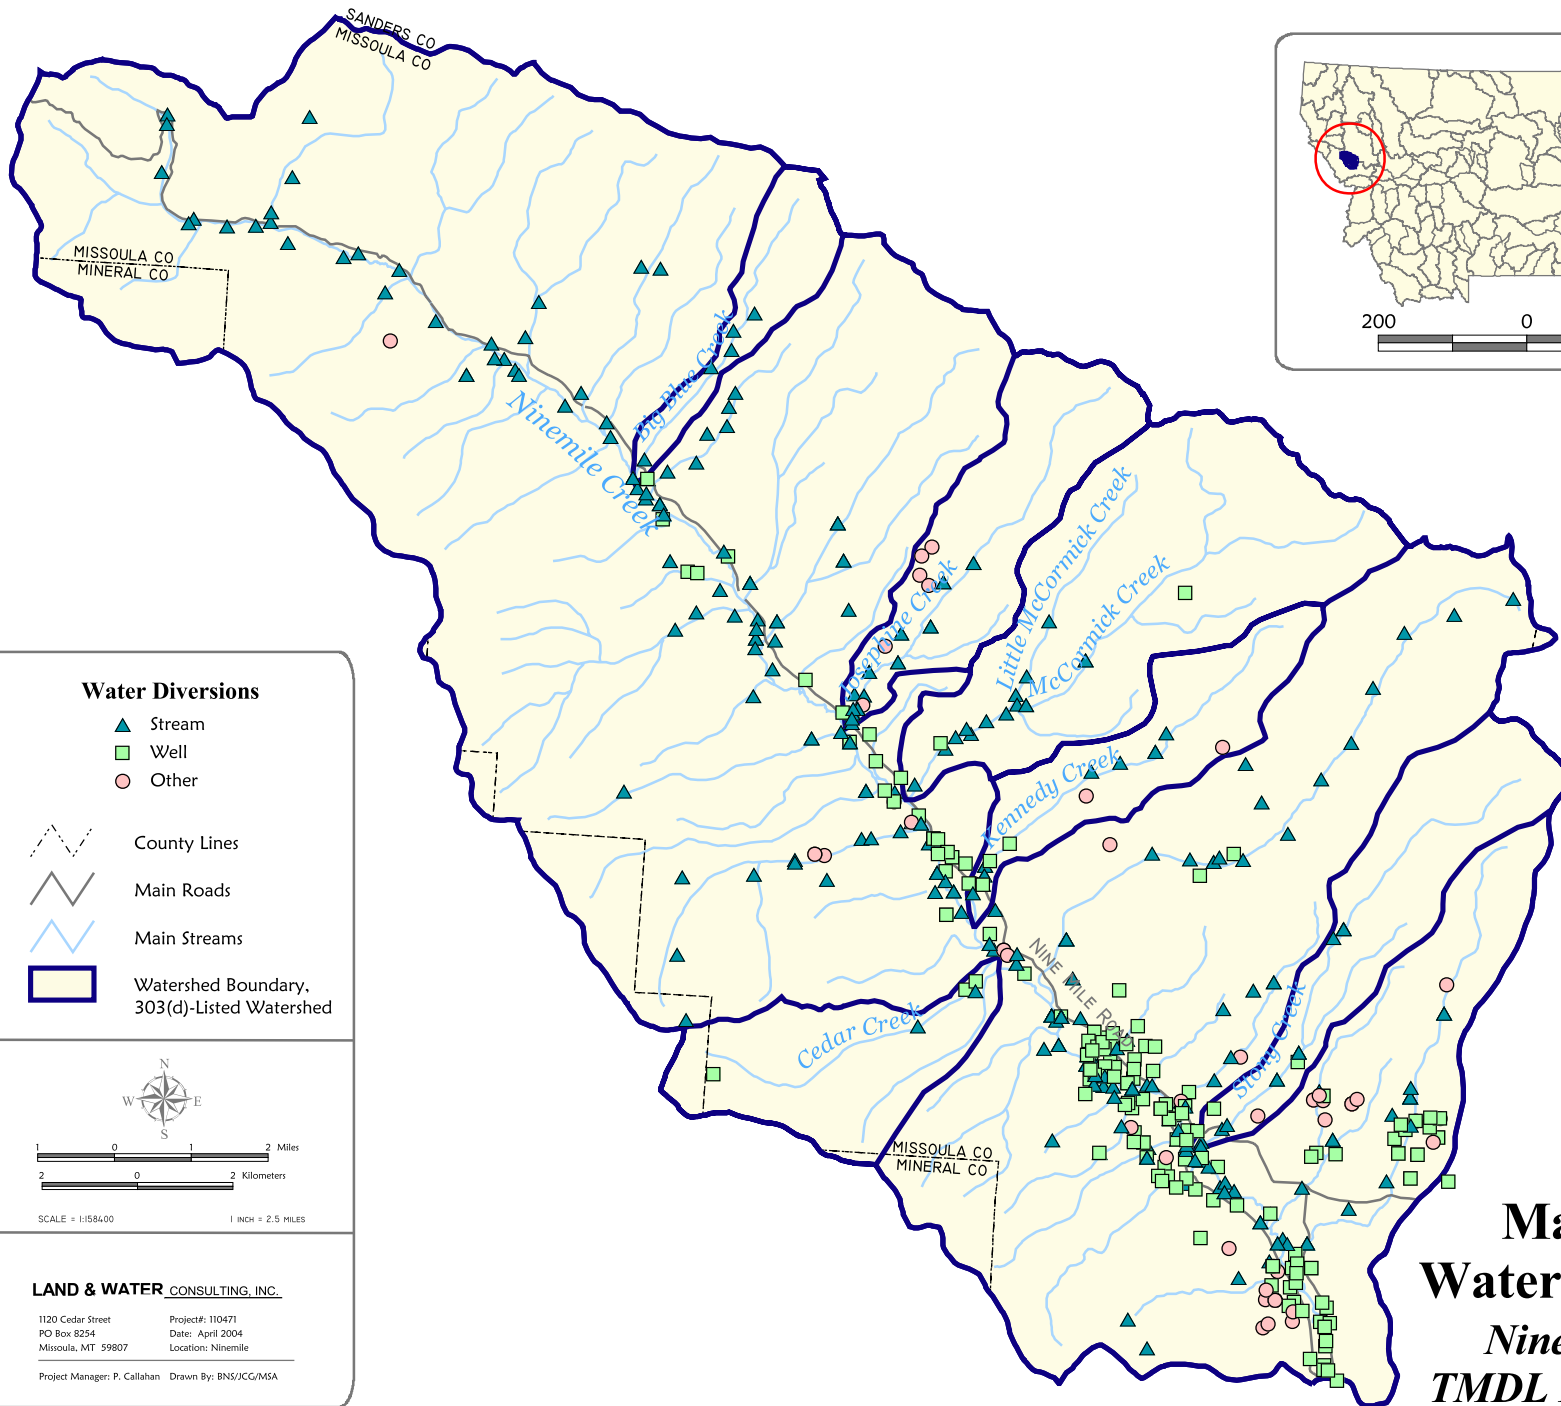 SANDERS CO
MISSOULA CO
MISSOULA CO
MINERAL CO
200
0
Big Blue Creek
Ninemile Creek
Josephine Creek
Little McCormick Creek
McCormick Creek
Kennedy Creek
NINE MILE ROAD
Cedar Creek
Stony Creek
MISSOULA CO
MINERAL CO
Water Diversions
Stream
Well
Other
County Lines
Main Roads
Main Streams
Watershed Boundary,
303(d)-Listed Watershed
N
W E
S
1 0 1 2 Miles
2 0 2 Kilometers
SCALE = 1:158400 1 INCH = 2.5 MILES
LAND & WATER CONSULTING, INC.
1120 Cedar Street Project#: 110471
PO Box 8254 Date: April 2004
Missoula, MT 59807 Location: Ninemile
Project Manager: P. Callahan Drawn By: BNS/JCG/MSA
Ma
Water
Nine
TMDL